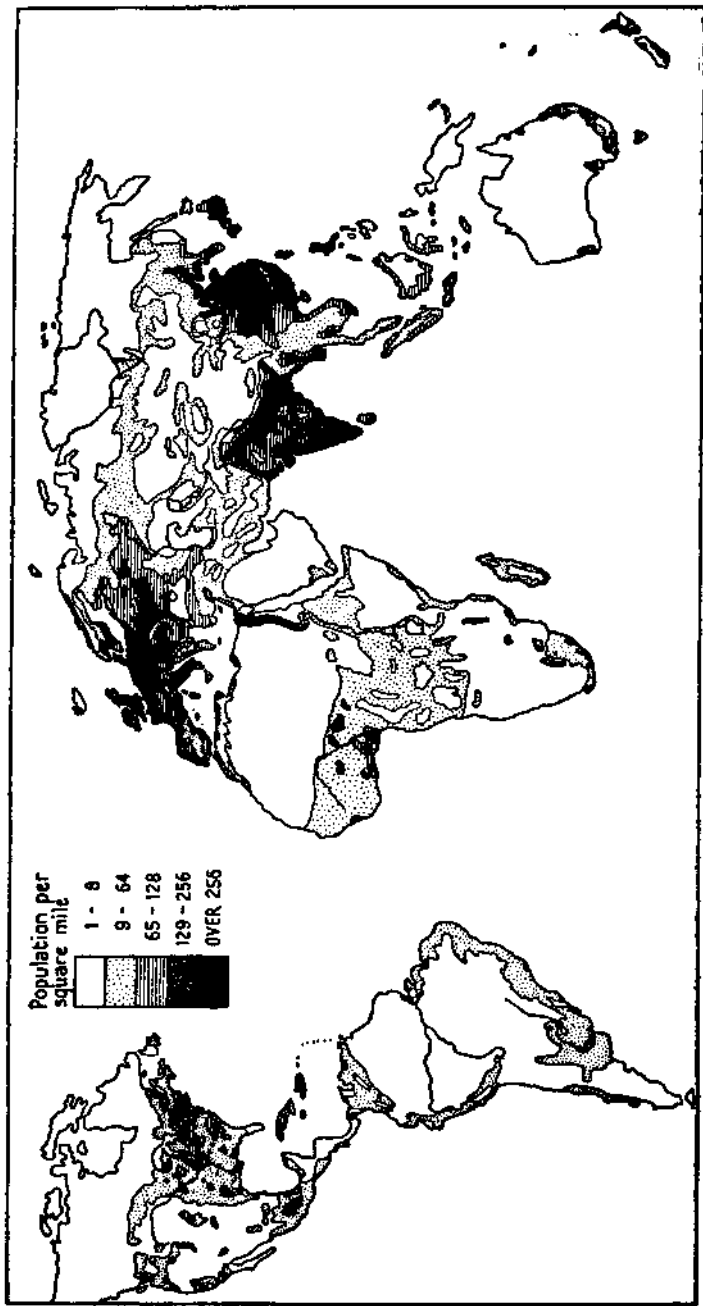 Population per
square mile
1 - 8
9 - 64
65 - 128
129 - 256
OVER 256